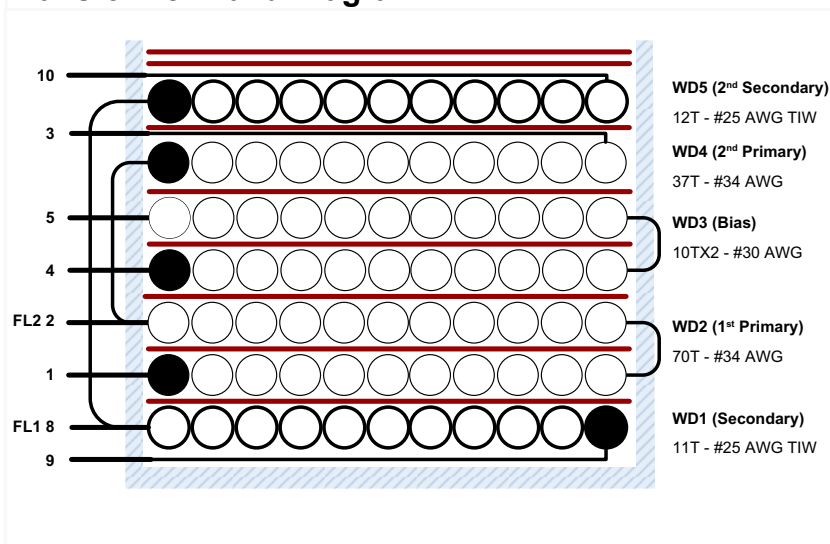 10
WD5 (2nd Secondary)
12T - #25 AWG TIW
3
WD4 (2nd Primary)
37T - #34 AWG
5
WD3 (Bias)
10TX2 - #30 AWG
4
FL2 2
WD2 (1st Primary)
70T - #34 AWG
1
FL1 8
WD1 (Secondary)
11T - #25 AWG TIW
9